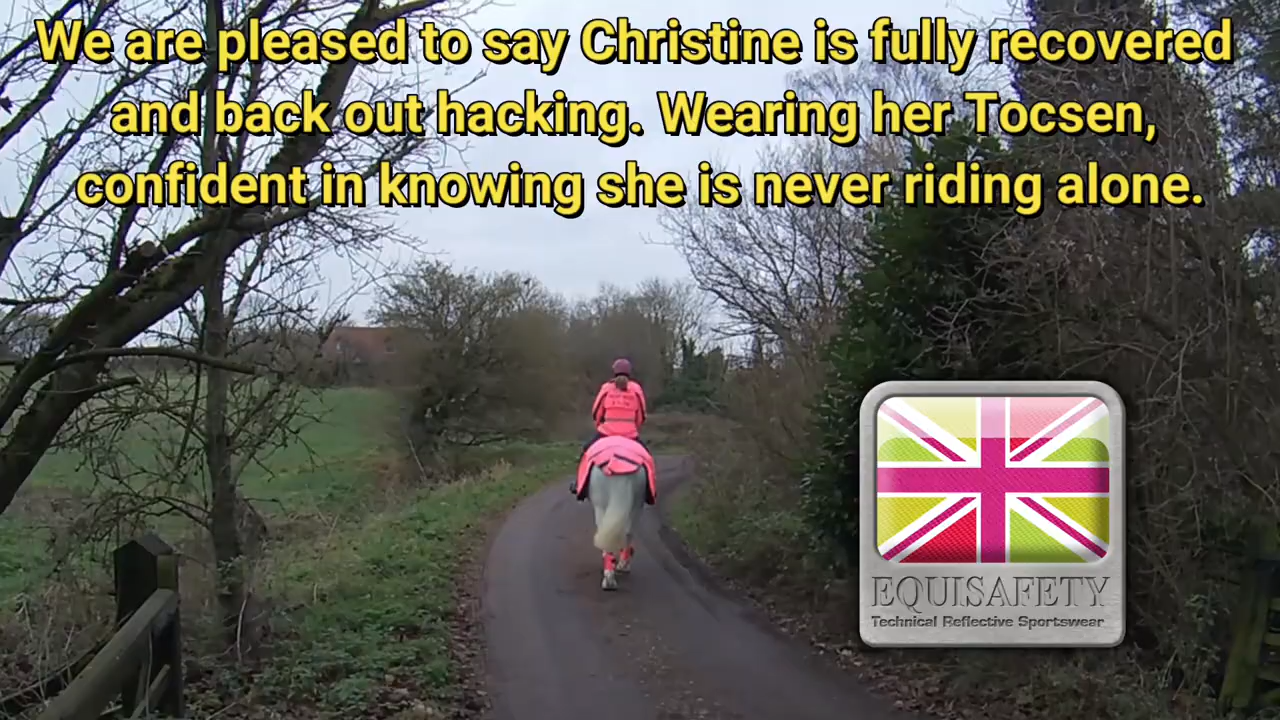 We are pleased to say Christine is fully recovered
and back out hacking. Wearing her Tocsen,
confident in knowing she is never riding alone.
EQUISAFETY
Technical Reflective Sportswear